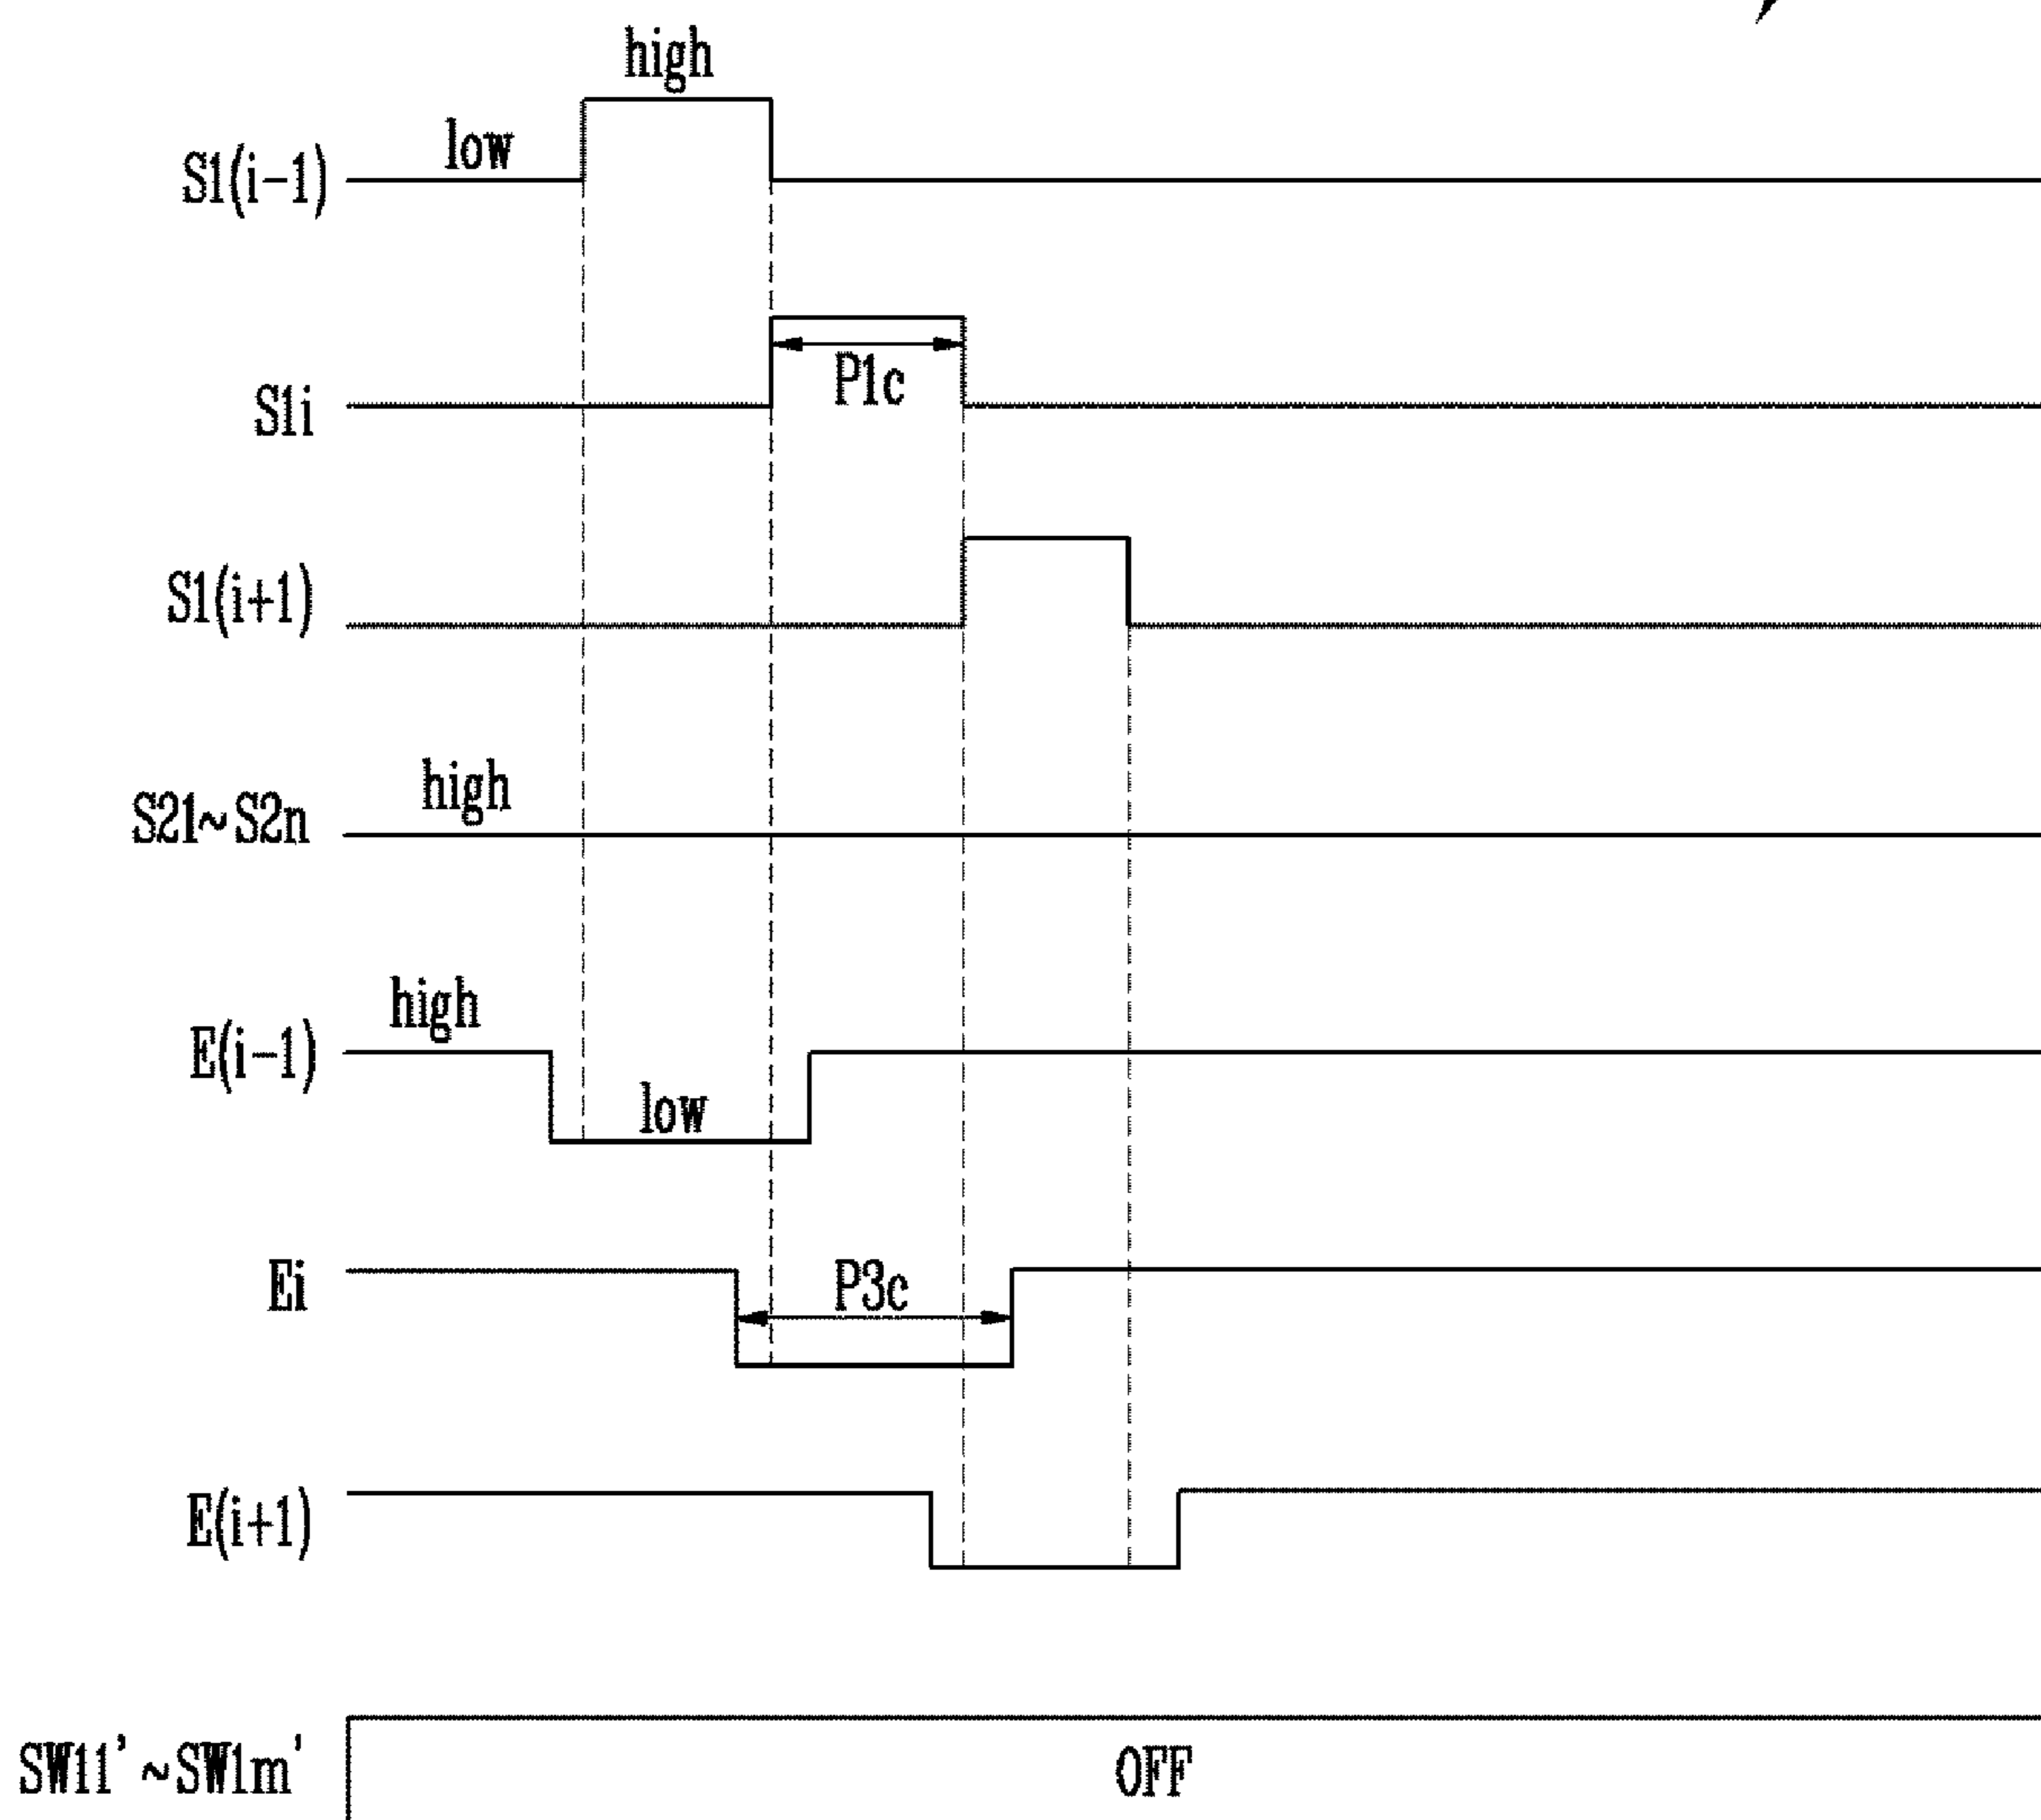 high
low
S1(i-1)
P1c
S1i
S1(i+1)
high
S21~S2n
high
E(i-1)
low
P3c
Ei
E(i+1)
SW11'~SW1m'
OFF